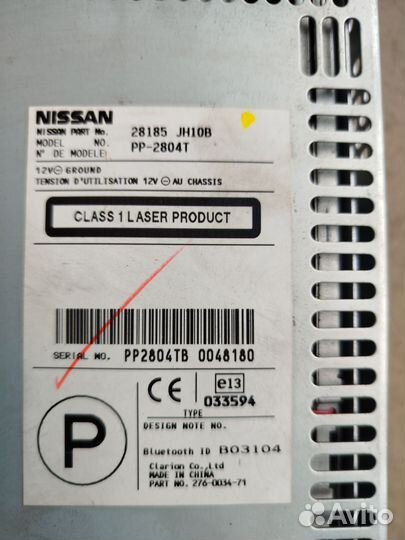 NISSAN
NISSAN PART No. 28185 JH10B
MODEL NO. PP-2804T
N° DE MODELE
12V ⊖ GROUND
TENSION D'UTILISATION 12V ⊖ AU CHASSIS
CLASS 1 LASER PRODUCT
SERIAL NO. PP2804TB 0048180
P
CE e13
033594
TYPE
DESIGN NOTE NO.
Bluetooth ID B03104
Clarion Co.,Ltd
MADE IN CHINA
PART NO. 276-0034-71
Avito